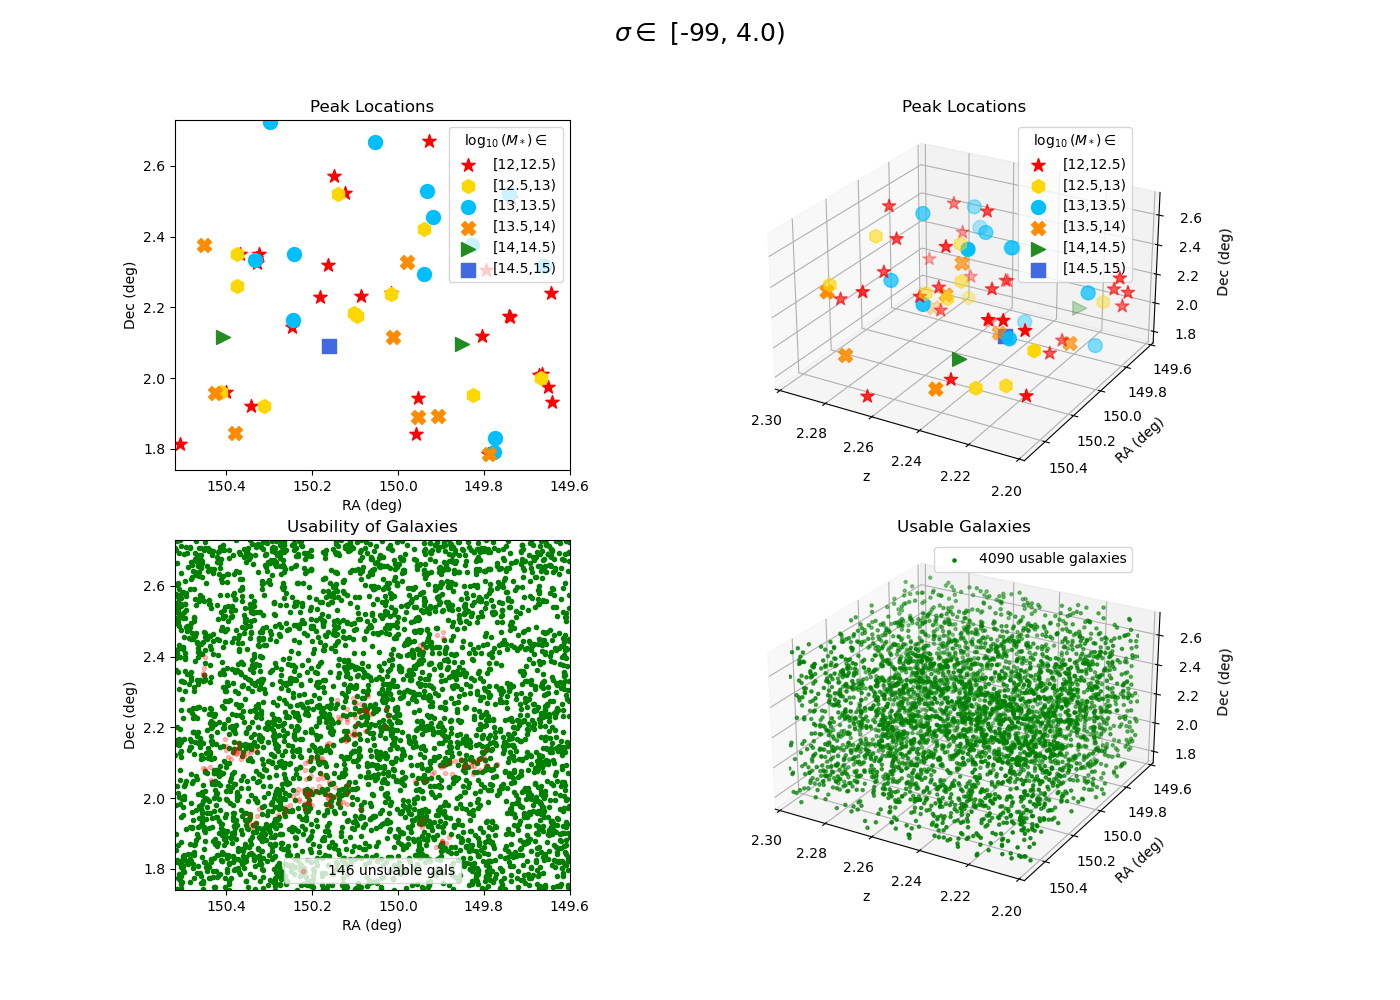 σ ∈ [-99, 4.0)
Peak Locations
log₁₀(M*) ∈
[12,12.5)
[12.5,13)
[13,13.5)
[13.5,14)
[14,14.5)
[14.5,15)
2.6
2.4
2.2
2.0
1.8
Dec (deg)
150.4 150.2 150.0 149.8 149.6
RA (deg)
Peak Locations
log₁₀(M*) ∈
[12,12.5)
[12.5,13)
[13,13.5)
[13.5,14)
[14,14.5)
[14.5,15)
2.6
2.4
2.2
2.0
1.8
Dec (deg)
149.6
149.8
150.0
150.2
150.4
RA (deg)
2.30
2.28
2.26
2.24
2.22
2.20
z
Usability of Galaxies
2.6
2.4
2.2
2.0
1.8
Dec (deg)
146 unsuable gals
150.4 150.2 150.0 149.8 149.6
RA (deg)
Usable Galaxies
4090 usable galaxies
2.6
2.4
2.2
2.0
1.8
Dec (deg)
149.6
149.8
150.0
150.2
150.4
RA (deg)
2.30
2.28
2.26
2.24
2.22
2.20
z